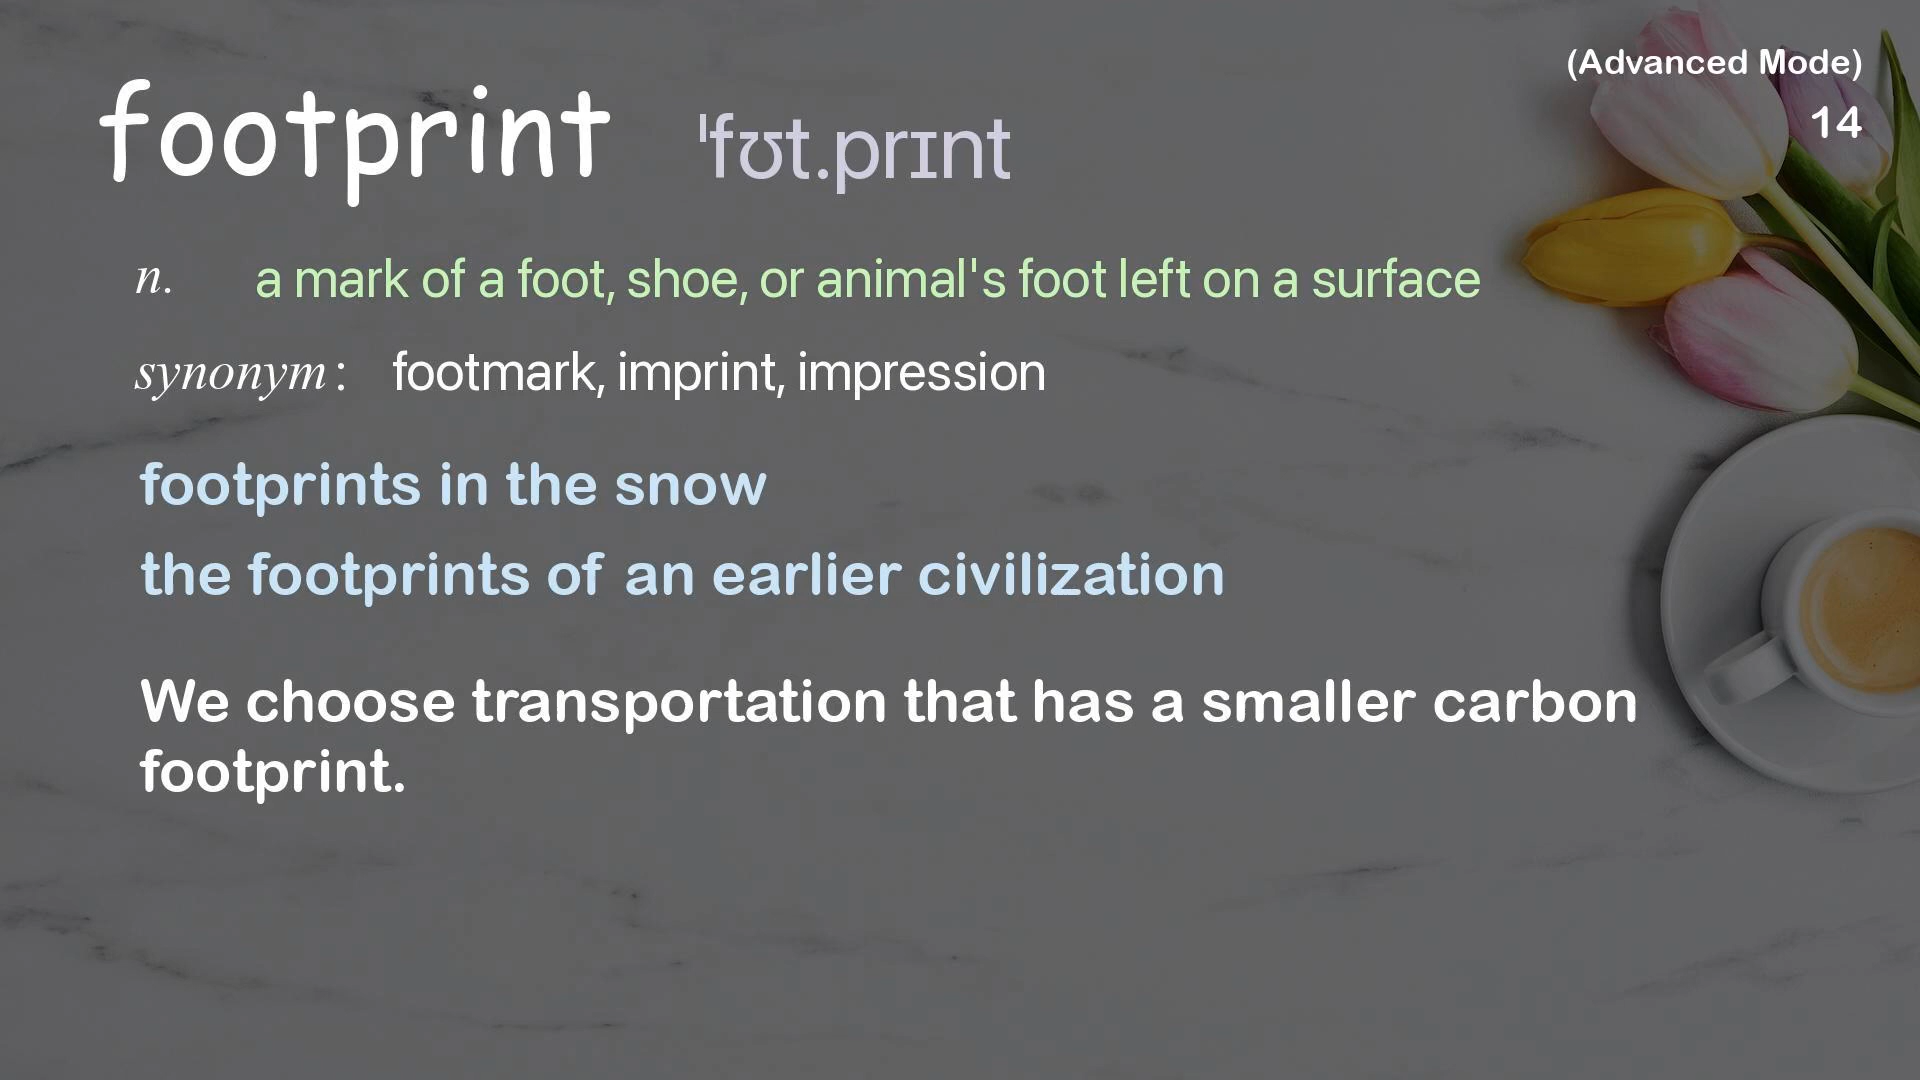 (Advanced Mode)
14
footprint ˈfʊt.prɪnt
n. a mark of a foot, shoe, or animal's foot left on a surface
synonym: footmark, imprint, impression
footprints in the snow
the footprints of an earlier civilization
We choose transportation that has a smaller carbon
footprint.